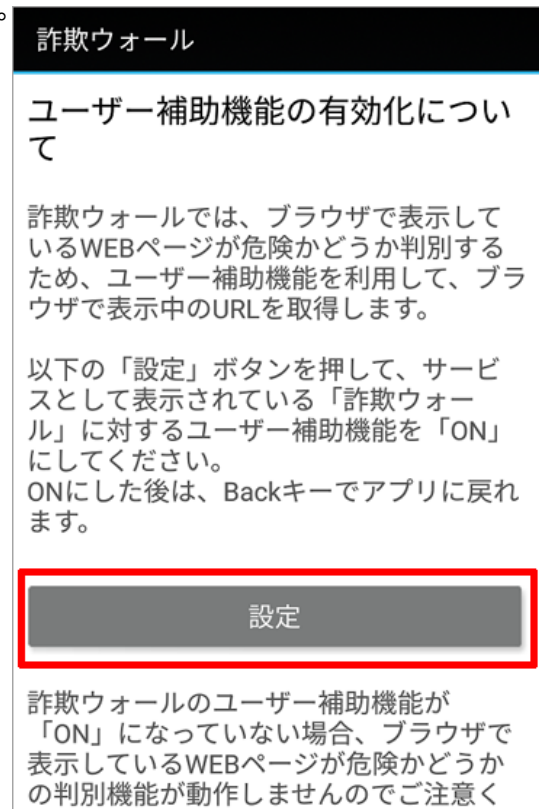 。
詐欺ウォール
ユーザー補助機能の有効化につい
て
詐欺ウォールでは、ブラウザで表示して
いるWEBページが危険かどうか判別する
ため、ユーザー補助機能を利用して、ブラ
ウザで表示中のURLを取得します。
以下の「設定」ボタンを押して、サービ
スとして表示されている「詐欺ウォー
ル」に対するユーザー補助機能を「ON」
にしてください。
ONにした後は、Backキーでアプリに戻れ
ます。
設定
詐欺ウォールのユーザー補助機能が
「ON」になっていない場合、ブラウザで
表示しているWEBページが危険かどうか
の判別機能が動作しませんのでご注意く